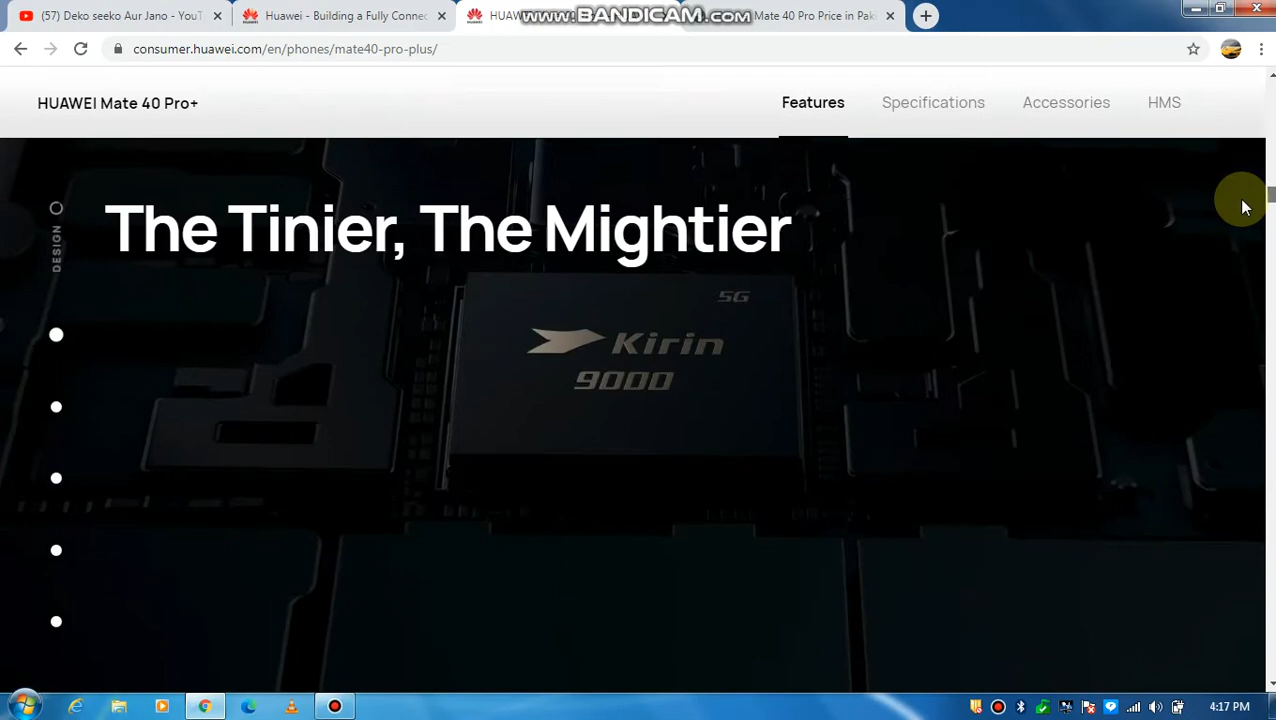 (57) Deko seeko Aur Jano - YouT
Huawei - Building a Fully Connec
HUAWEI
www.BANDICAM.com
Mate 40 Pro Price in Paki
consumer.huawei.com/en/phones/mate40-pro-plus/
HUAWEI Mate 40 Pro+
Features
Specifications
Accessories
HMS
DESIGN
The Tinier, The Mightier
5G
Kirin
9000
4:17 PM